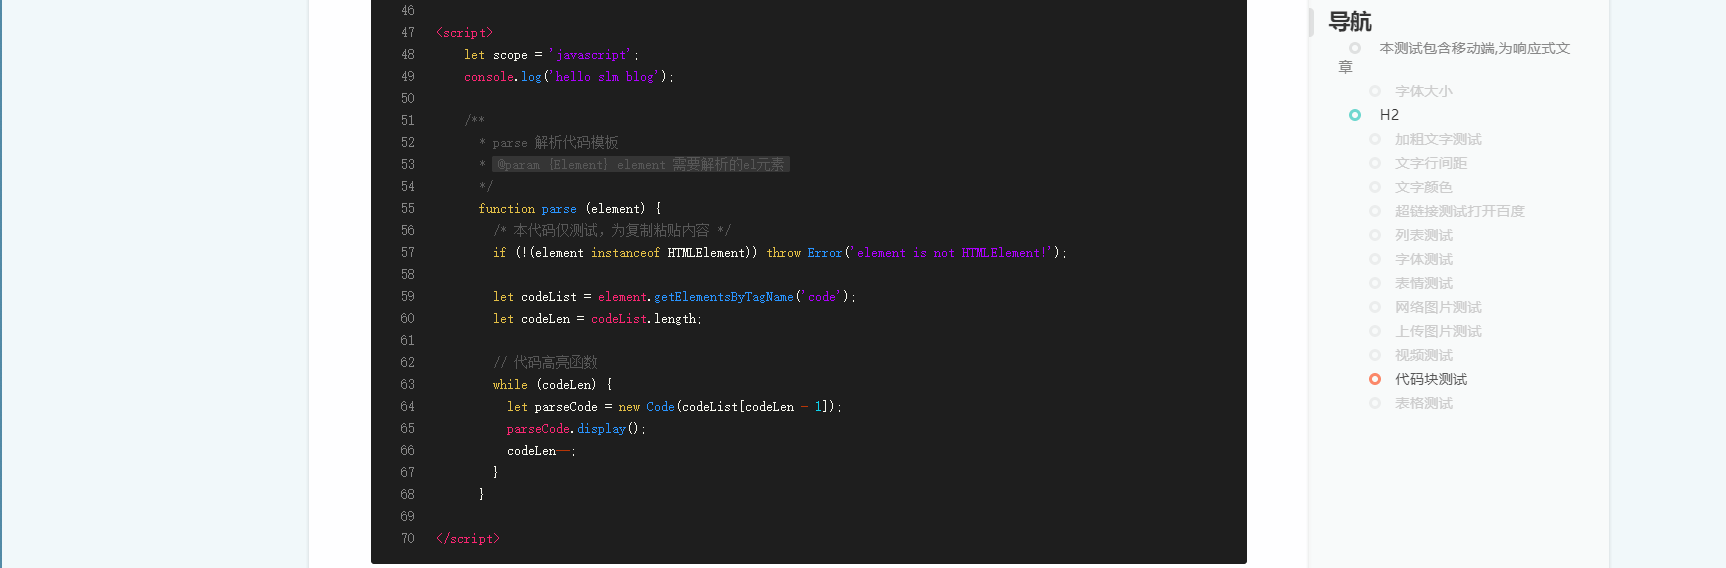 46
47 <script>
48 let scope = 'javascript';
49 console.log('hello slm blog');
50
51 /**
52 * parse 解析代码模板
53 * @param {Element} element 需要解析的el元素
54 */
55 function parse (element) {
56 /* 本代码仅测试，为复制粘贴内容 */
57 if (!(element instanceof HTMLElement)) throw Error('element is not HTMLElement!');
58
59 let codeList = element.getElementsByTagName('code');
60 let codeLen = codeList.length;
61
62 // 代码高亮函数
63 while (codeLen) {
64 let parseCode = new Code(codeList[codeLen - 1]);
65 parseCode.display();
66 codeLen--;
67 }
68 }
69
70 </script>
导航
本测试包含移动端,为响应式文
章
字体大小
H2
加粗文字测试
文字行间距
文字颜色
超链接测试打开百度
列表测试
字体测试
表情测试
网络图片测试
上传图片测试
视频测试
代码块测试
表格测试